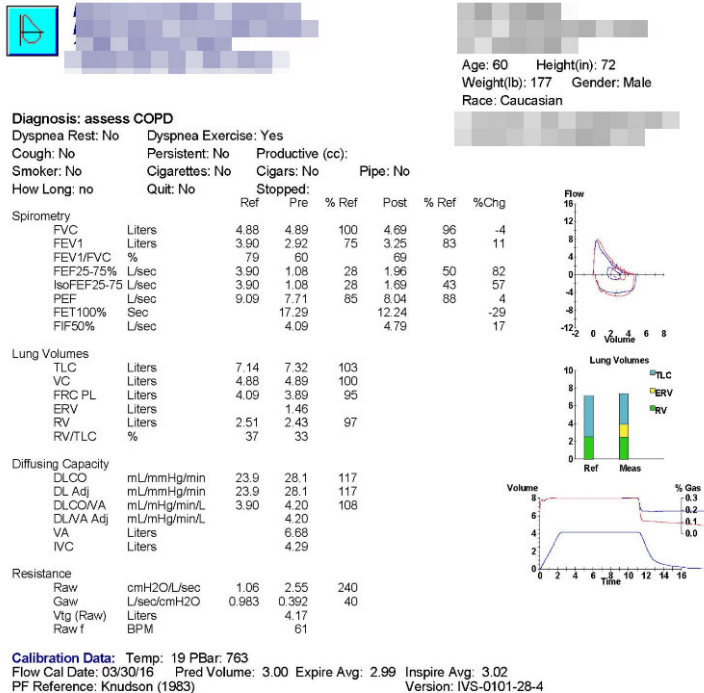 Age: 60 Height(in): 72
Weight(lb): 177 Gender: Male
Race: Caucasian
Diagnosis: assess COPD
Dyspnea Rest: No Dyspnea Exercise: Yes
Cough: No Persistent: No Productive (cc):
Smoker: No Cigarettes: No Cigars: No Pipe: No
How Long: no Quit: No Stopped:
Ref Pre % Ref Post % Ref %Chg
Spirometry
FVC Liters 4.88 4.89 100 4.69 96 -4
FEV1 Liters 3.90 2.92 75 3.25 83 11
FEV1/FVC % 79 60 69
FEF25-75% L/sec 3.90 1.08 28 1.96 50 82
IsoFEF25-75 L/sec 3.90 1.08 28 1.69 43 57
PEF L/sec 9.09 7.71 85 8.04 88 4
FET100% Sec 17.29 12.24 -29
FIF50% L/sec 4.09 4.79 17
Flow
16
12
8
4
0
-4
-8
-12
-2 0 2 4 6 8
Volume
Lung Volumes
TLC Liters 7.14 7.32 103
VC Liters 4.88 4.89 100
FRC PL Liters 4.09 3.89 95
ERV Liters 1.46
RV Liters 2.51 2.43 97
RV/TLC % 37 33
Lung Volumes
10
8
6
4
2
0
Ref Meas
TLC
ERV
RV
Diffusing Capacity
DLCO mL/mmHg/min 23.9 28.1 117
DL Adj mL/mmHg/min 23.9 28.1 117
DLCO/VA mL/mHg/min/L 3.90 4.20 108
DL/VA Adj mL/mHg/min/L 4.20
VA Liters 6.68
IVC Liters 4.29
Volume % Gas
8
6
4
2
0
0.3
0.2
0.1
0.0
0 2 4 6 8 10 12 14 16
Time
Resistance
Raw cmH2O/L/sec 1.06 2.55 240
Gaw L/sec/cmH2O 0.983 0.392 40
Vtg (Raw) Liters 4.17
Raw f BPM 61
Calibration Data: Temp: 19 PBar: 763
Flow Cal Date: 03/30/16 Pred Volume: 3.00 Expire Avg: 2.99 Inspire Avg: 3.02
PF Reference: Knudson (1983) Version: IVS-0101-28-4